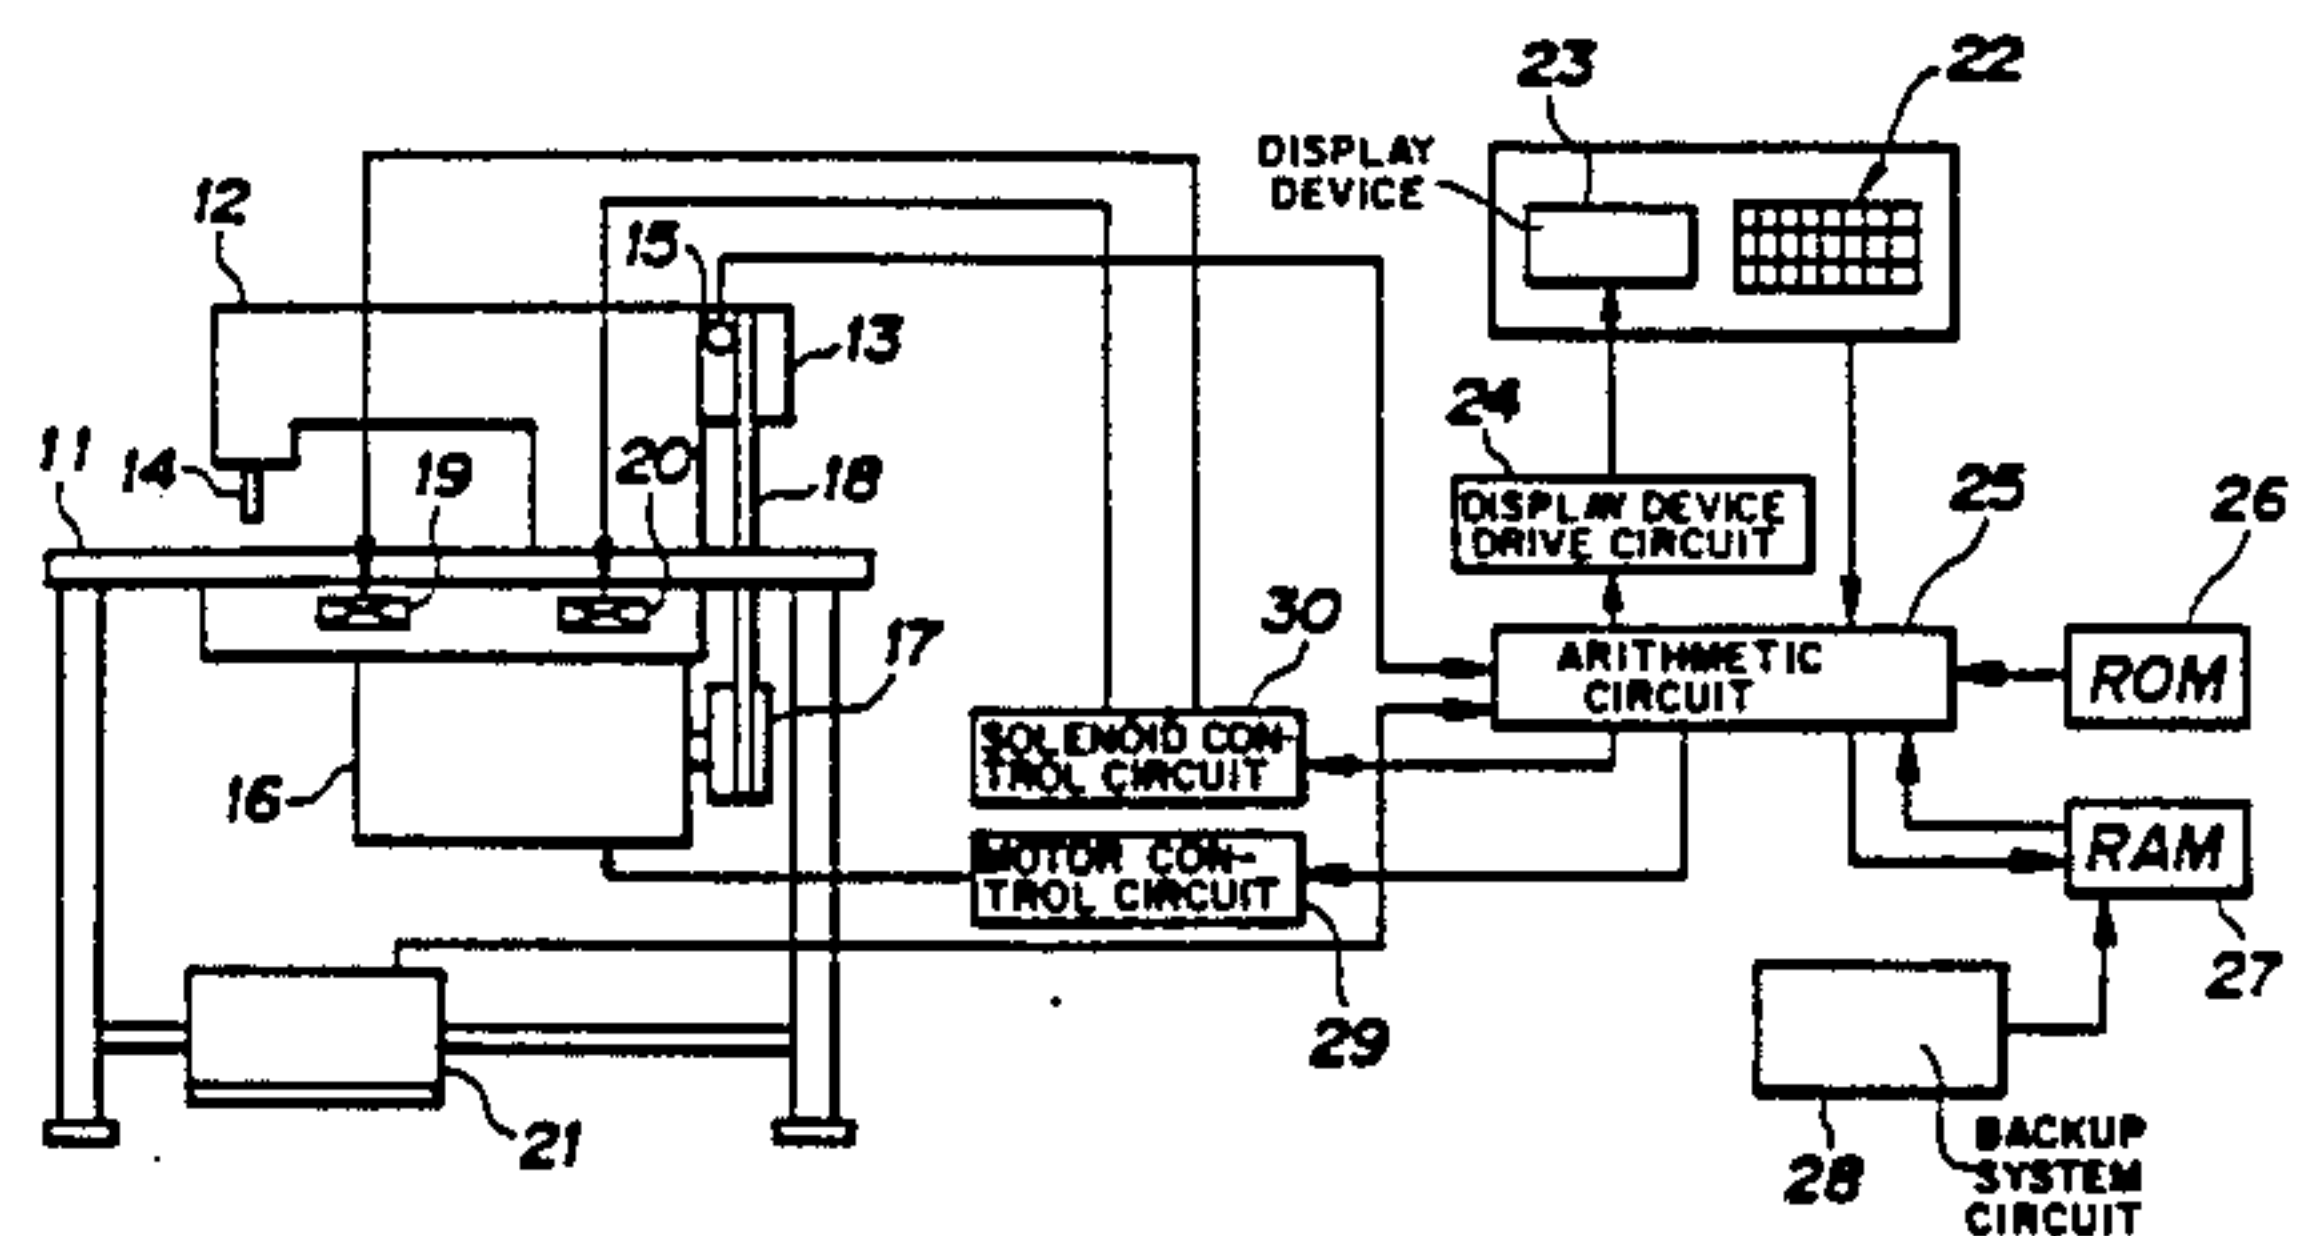 23
22
DISPLAY
DEVICE
12
15
13
24
11
14
19
20
18
DISPLAY DEVICE
DRIVE CIRCUIT
25
26
30
17
ARITHMETIC
CIRCUIT
ROM
SOLENOID CON-
TROL CIRCUIT
16
RAM
MOTOR CON-
TROL CIRCUIT
27
29
21
28
BACKUP
SYSTEM
CIRCUIT